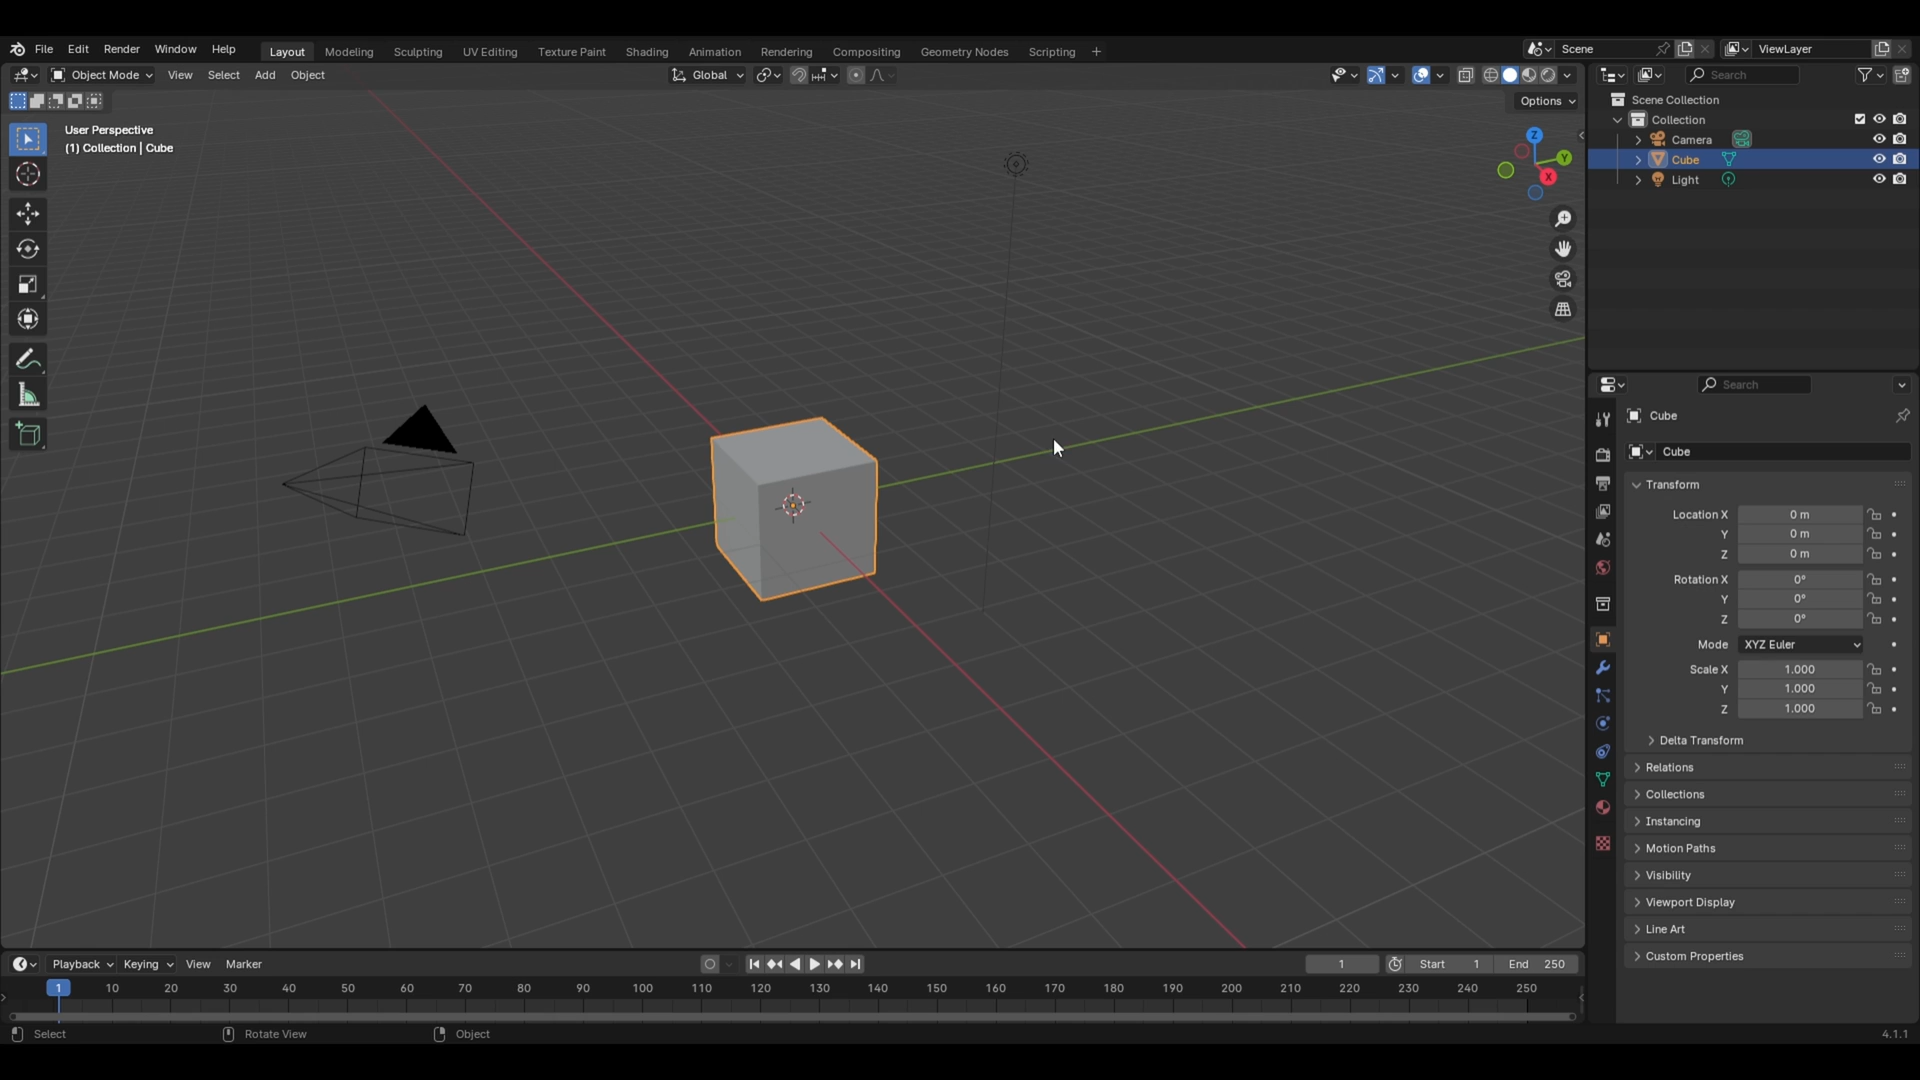 File Edit Render Window Help Layout Modeling Sculpting UV Editing Texture Paint Shading Animation Rendering Compositing Geometry Nodes Scripting + Scene ViewLayer
Object Mode View Select Add Object Global Search
Options
User Perspective
(1) Collection | Cube
Z
Y
X
Scene Collection
Collection
Camera
Cube
Light
Search
Cube
Cube
Transform
Location X 0 m
Y 0 m
Z 0 m
Rotation X 0°
Y 0°
Z 0°
Mode XYZ Euler
Scale X 1.000
Y 1.000
Z 1.000
Delta Transform
Relations
Collections
Instancing
Motion Paths
Visibility
Viewport Display
Line Art
Custom Properties
Playback Keying View Marker 1 Start 1 End 250
1 10 20 30 40 50 60 70 80 90 100 110 120 130 140 150 160 170 180 190 200 210 220 230 240 250
Select Rotate View Object 4.1.1